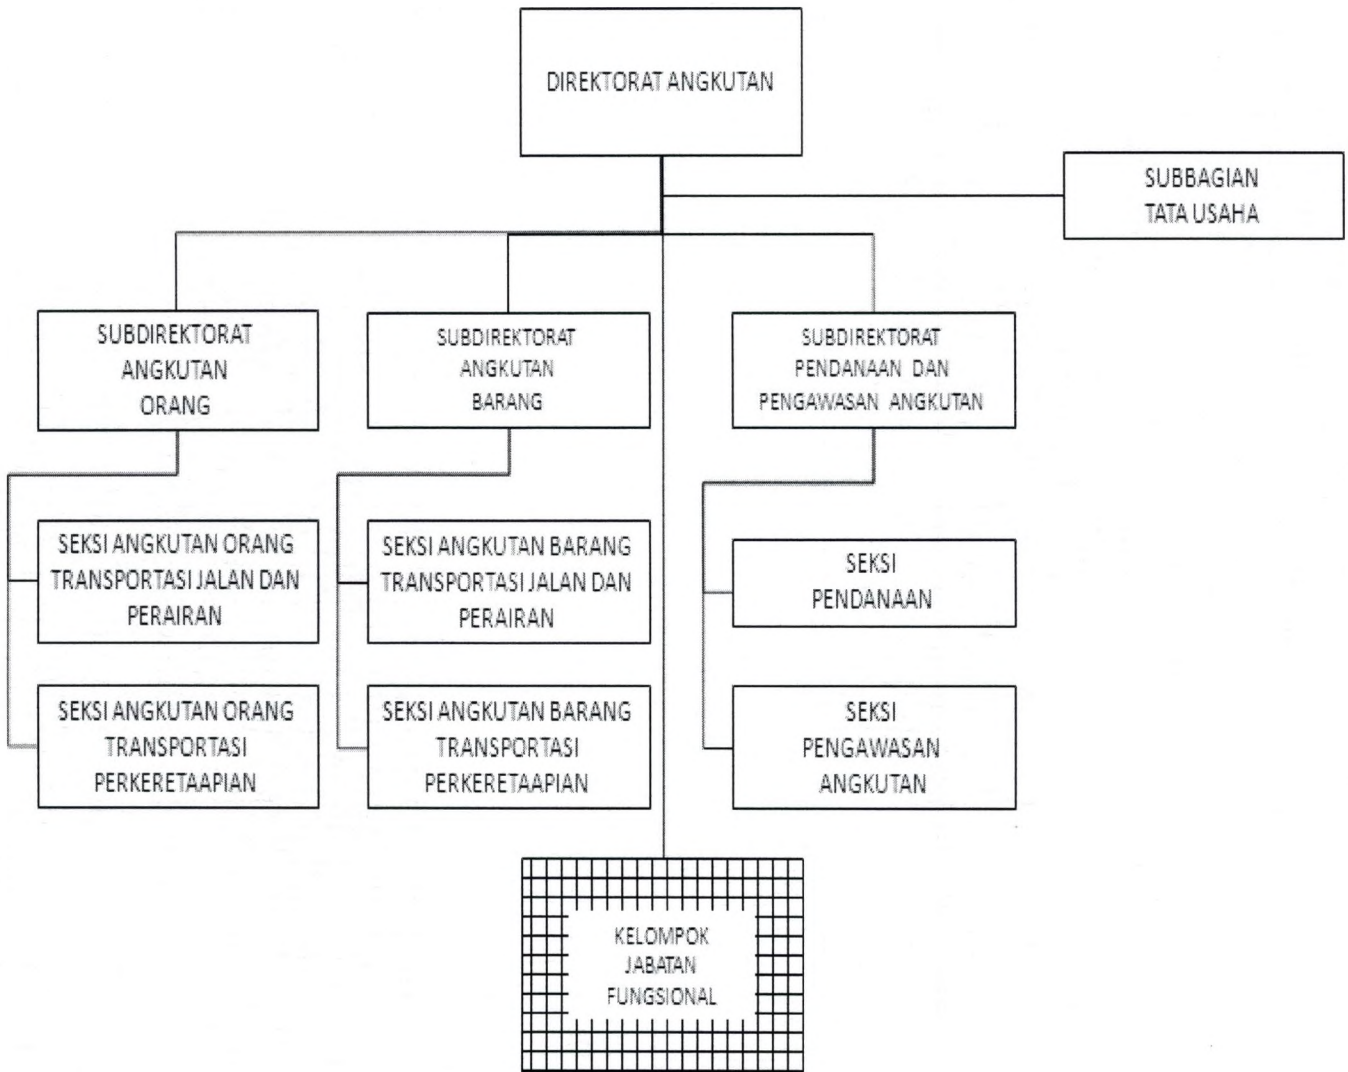 DIREKTORAT ANGKUTAN
SUBBAGIAN
TATA USAHA
SUBDIREKTORAT
ANGKUTAN
ORANG
SUBDIREKTORAT
ANGKUTAN
BARANG
SUBDIREKTORAT
PENDANAAN DAN
PENGAWASAN ANGKUTAN
SEKSI ANGKUTAN ORANG
TRANSPORTASI JALAN DAN
PERAIRAN
SEKSI ANGKUTAN BARANG
TRANSPORTASI JALAN DAN
PERAIRAN
SEKSI
PENDANAAN
SEKSI ANGKUTAN ORANG
TRANSPORTASI
PERKERETAAPIAN
SEKSI ANGKUTAN BARANG
TRANSPORTASI
PERKERETAAPIAN
SEKSI
PENGAWASAN
ANGKUTAN
KELOMPOK
JABATAN
FUNGSIONAL